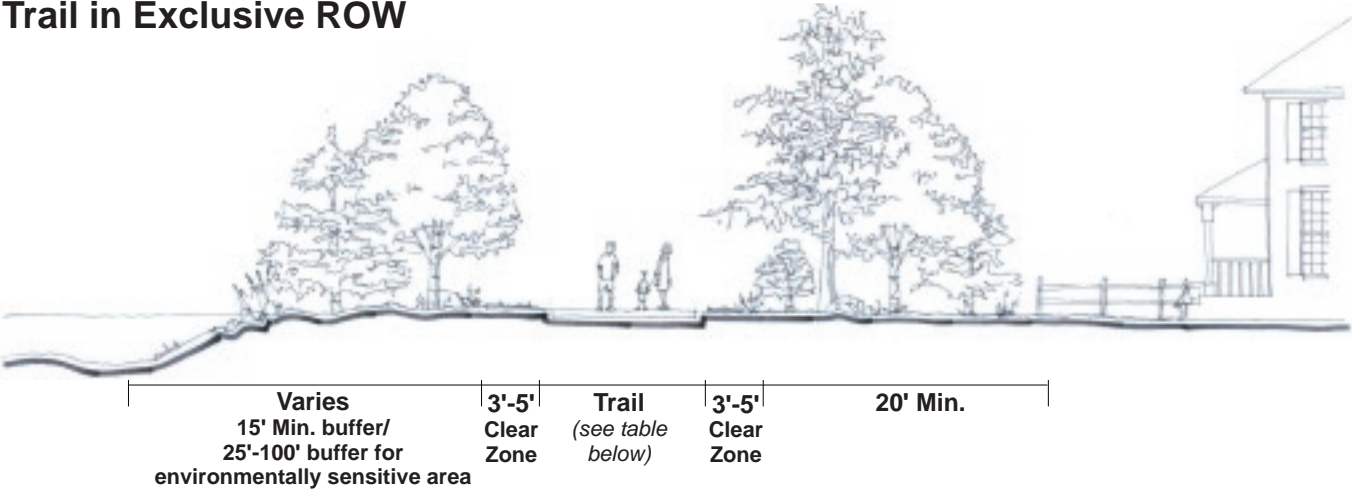 Trail in Exclusive ROW
Varies
15' Min. buffer/
25'-100' buffer for
environmentally sensitive area
3'-5'
Clear
Zone
Trail
(see table
below)
3'-5'
Clear
Zone
20' Min.